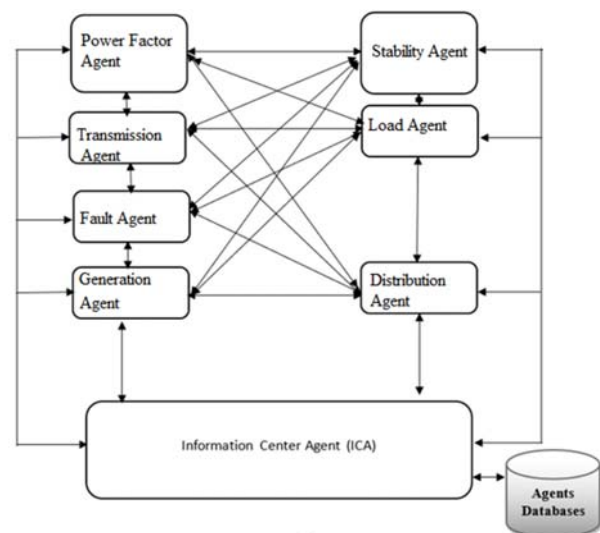 Power Factor
Agent
Stability Agent
Transmission
Agent
Load Agent
Fault Agent
Generation
Agent
Distribution
Agent
Information Center Agent (ICA)
Agents
Databases